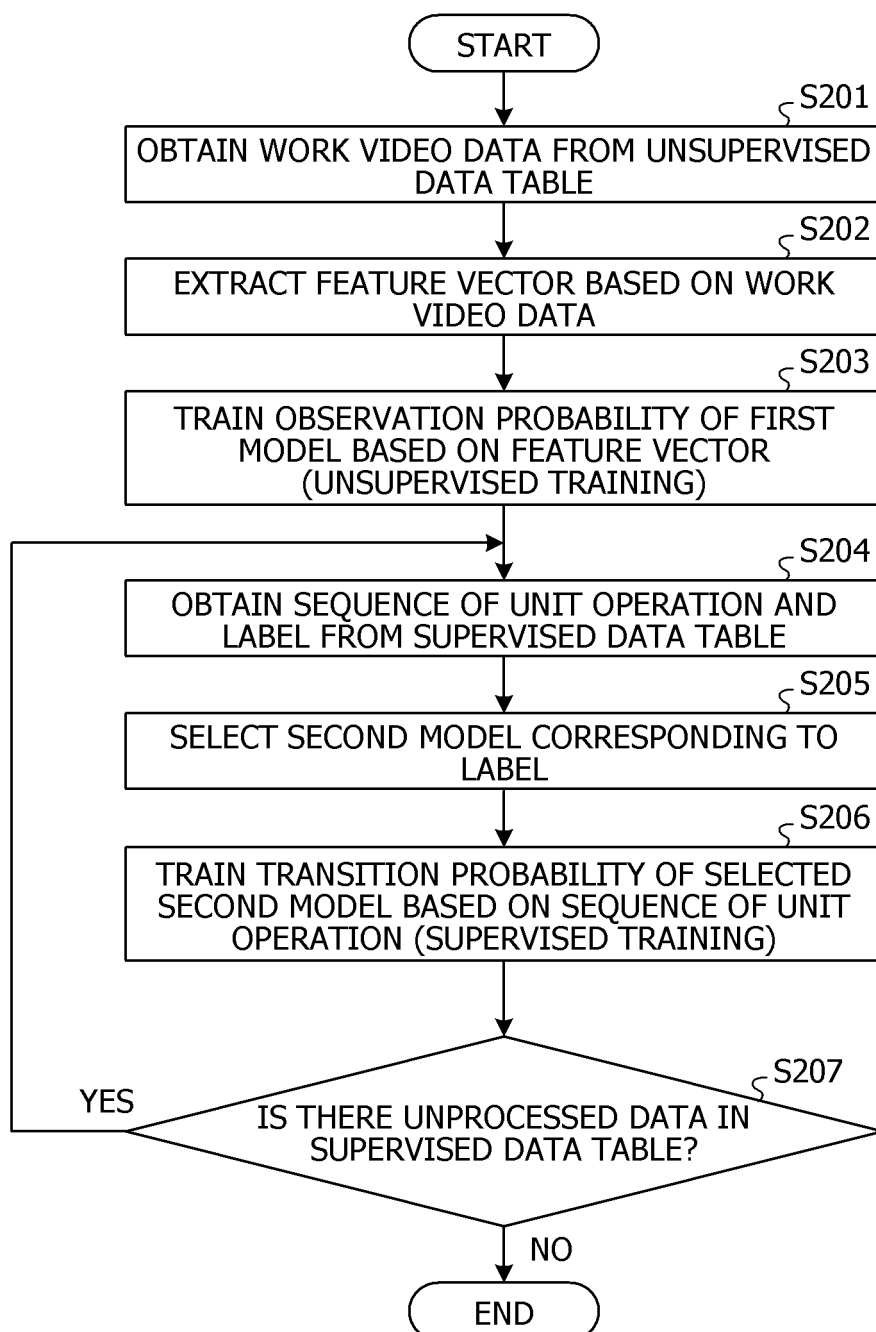 START
S201
OBTAIN WORK VIDEO DATA FROM UNSUPERVISED
DATA TABLE
S202
EXTRACT FEATURE VECTOR BASED ON WORK
VIDEO DATA
S203
TRAIN OBSERVATION PROBABILITY OF FIRST
MODEL BASED ON FEATURE VECTOR
(UNSUPERVISED TRAINING)
S204
OBTAIN SEQUENCE OF UNIT OPERATION AND
LABEL FROM SUPERVISED DATA TABLE
S205
SELECT SECOND MODEL CORRESPONDING TO
LABEL
S206
TRAIN TRANSITION PROBABILITY OF SELECTED
SECOND MODEL BASED ON SEQUENCE OF UNIT
OPERATION (SUPERVISED TRAINING)
S207
YES
IS THERE UNPROCESSED DATA IN
SUPERVISED DATA TABLE?
NO
END